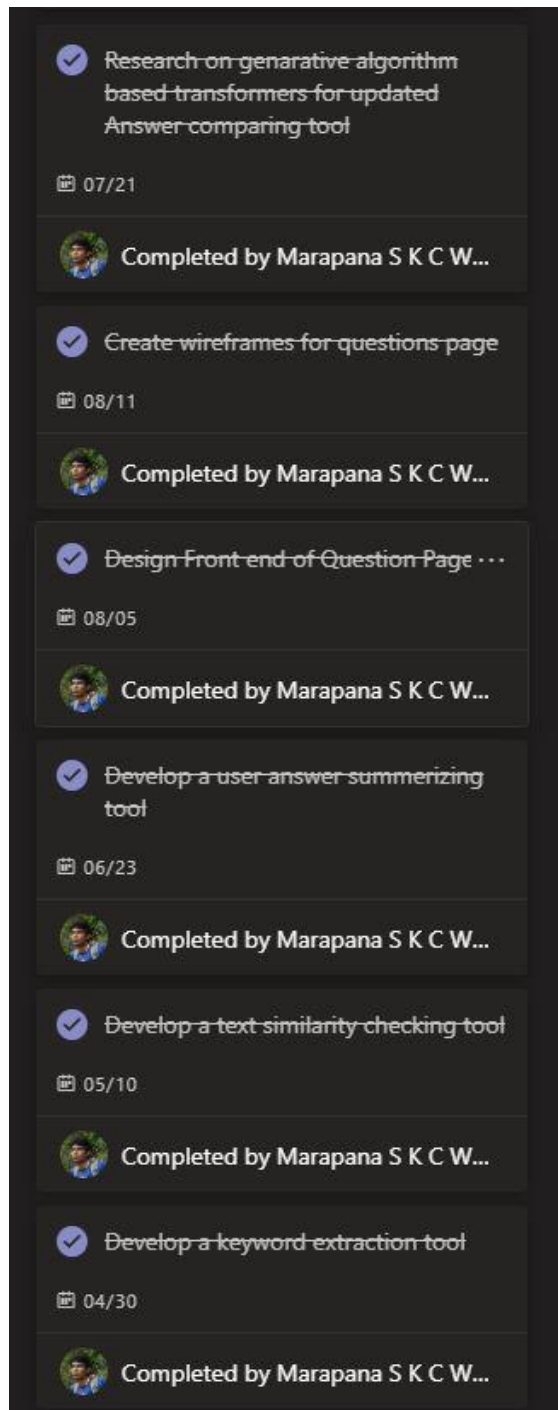 Research on genarative algorithm
based transformers for updated
Answer comparing tool
07/21
Completed by Marapana S K C W...
Create wireframes for questions page
08/11
Completed by Marapana S K C W...
Design Front end of Question Page ...
08/05
Completed by Marapana S K C W...
Develop a user answer summerizing
tool
06/23
Completed by Marapana S K C W...
Develop a text similarity checking tool
05/10
Completed by Marapana S K C W...
Develop a keyword extraction tool
04/30
Completed by Marapana S K C W...